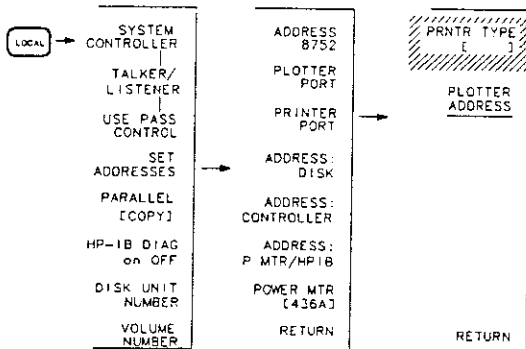 LOCAL
SYSTEM
CONTROLLER
TALKER/
LISTENER
USE PASS
CONTROL
SET
ADDRESSES
PARALLEL
[COPY]
HP-IB DIAG
on OFF
DISK UNIT
NUMBER
VOLUME
NUMBER
ADDRESS
8752
PLOTTER
PORT
PRINTER
PORT
ADDRESS:
DISK
ADDRESS:
CONTROLLER
ADDRESS:
P MTR/HPIB
POWER MTR
[436A]
RETURN
PRNTR TYPE
[ ]
PLOTTER
ADDRESS
RETURN